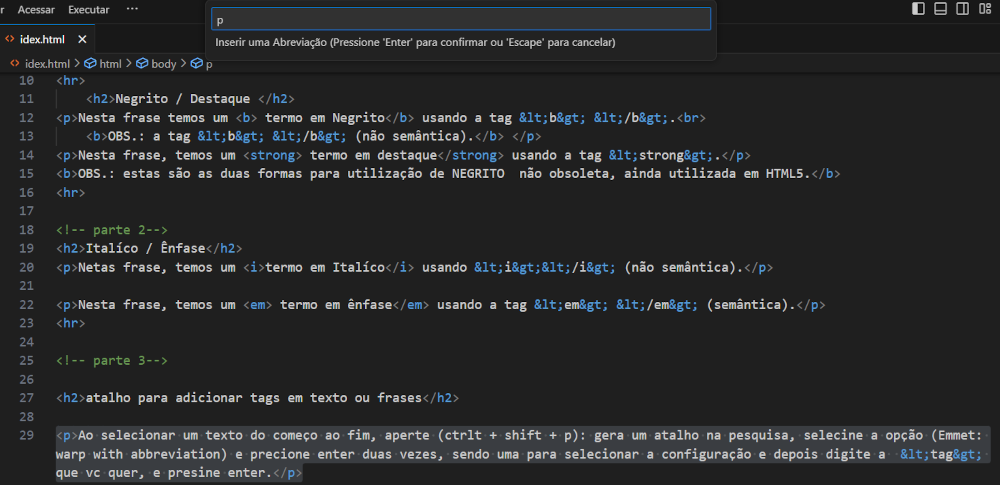 r Acessar Executar ···
p
Inserir uma Abreviação (Pressione 'Enter' para confirmar ou 'Escape' para cancelar)
<> idex.html ×
<> idex.html > html > body > p
10 <hr>
11 <h2>Negrito / Destaque </h2>
12 <p>Nesta frase temos um <b> termo em Negrito</b> usando a tag &lt;b&gt; &lt;/b&gt;.<br>
13 <b>OBS.: a tag &lt;b&gt; &lt;/b&gt; (não semântica).</b> </p>
14 <p>Nesta frase, temos um <strong> termo em destaque</strong> usando a tag &lt;strong&gt;.</p>
15 <b>OBS.: estas são as duas formas para utilização de NEGRITO  não obsoleta, ainda utilizada em HTML5.</b>
16 <hr>
17
18 <!-- parte 2-->
19 <h2>Italíco / Ênfase</h2>
20 <p>Netas frase, temos um <i>termo em Italíco</i> usando &lt;i&gt;&lt;/i&gt; (não semântica).</p>
21
22 <p>Nesta frase, temos um <em> termo em ênfase</em> usando a tag &lt;em&gt; &lt;/em&gt; (semântica).</p>
23 <hr>
24
25 <!-- parte 3-->
26
27 <h2>atalho para adicionar tags em texto ou frases</h2>
28
29 <p>Ao selecionar um texto do começo ao fim, aperte (ctrlt + shift + p): gera um atalho na pesquisa, selecine a opção (Emmet:
warp with abbreviation) e precione enter duas vezes, sendo uma para selecionar a configuração e depois digite a  &lt;tag&gt;
que vc quer, e presine enter.</p>